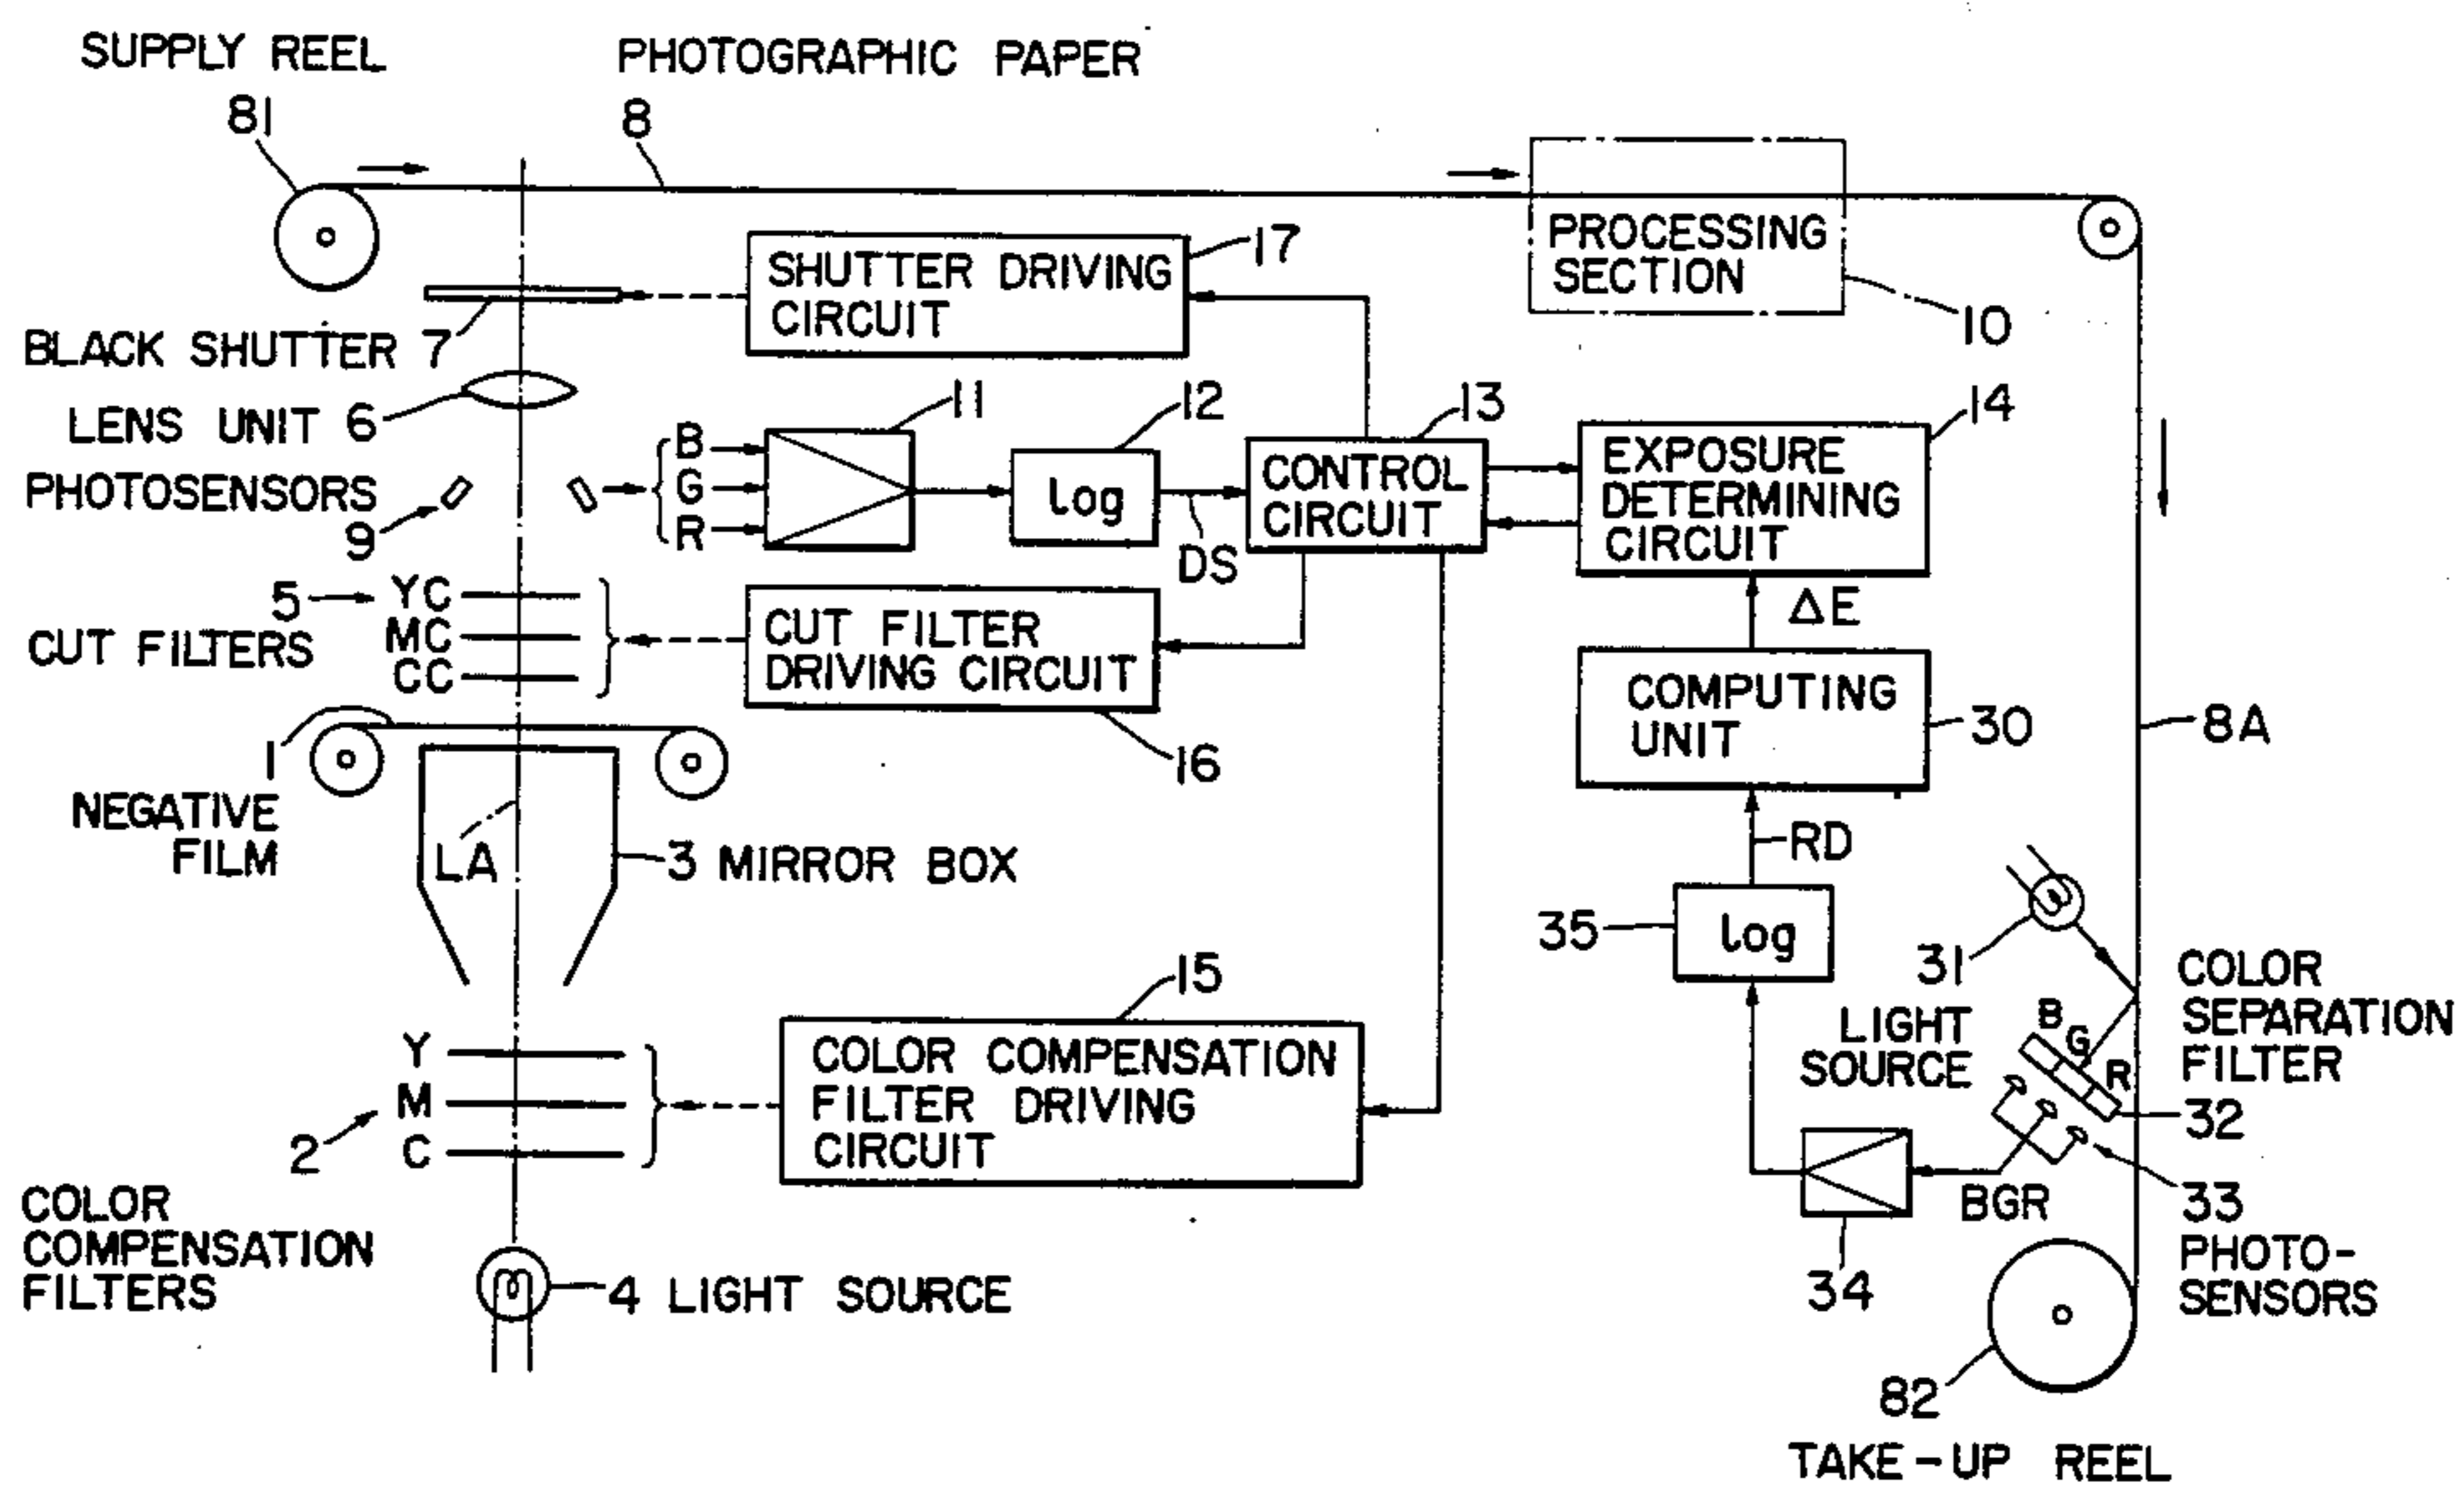 SUPPLY REEL
81
PHOTOGRAPHIC PAPER
8
PROCESSING
SECTION
10
SHUTTER DRIVING
CIRCUIT
17
BLACK SHUTTER 7
LENS UNIT 6
PHOTOSENSORS
9
B
G
R
11
log
12
DS
CONTROL
CIRCUIT
13
EXPOSURE
DETERMINING
CIRCUIT
14
ΔE
5
YC
MC
CC
CUT FILTERS
CUT FILTER
DRIVING CIRCUIT
16
COMPUTING
UNIT
30
8A
1
NEGATIVE
FILM
LA
3 MIRROR BOX
RD
35
log
31
LIGHT
SOURCE
COLOR
SEPARATION
FILTER
32
B
G
R
15
COLOR COMPENSATION
FILTER DRIVING
CIRCUIT
Y
M
C
2
COLOR
COMPENSATION
FILTERS
4 LIGHT SOURCE
BGR
34
33
PHOTO-
SENSORS
82
TAKE-UP REEL